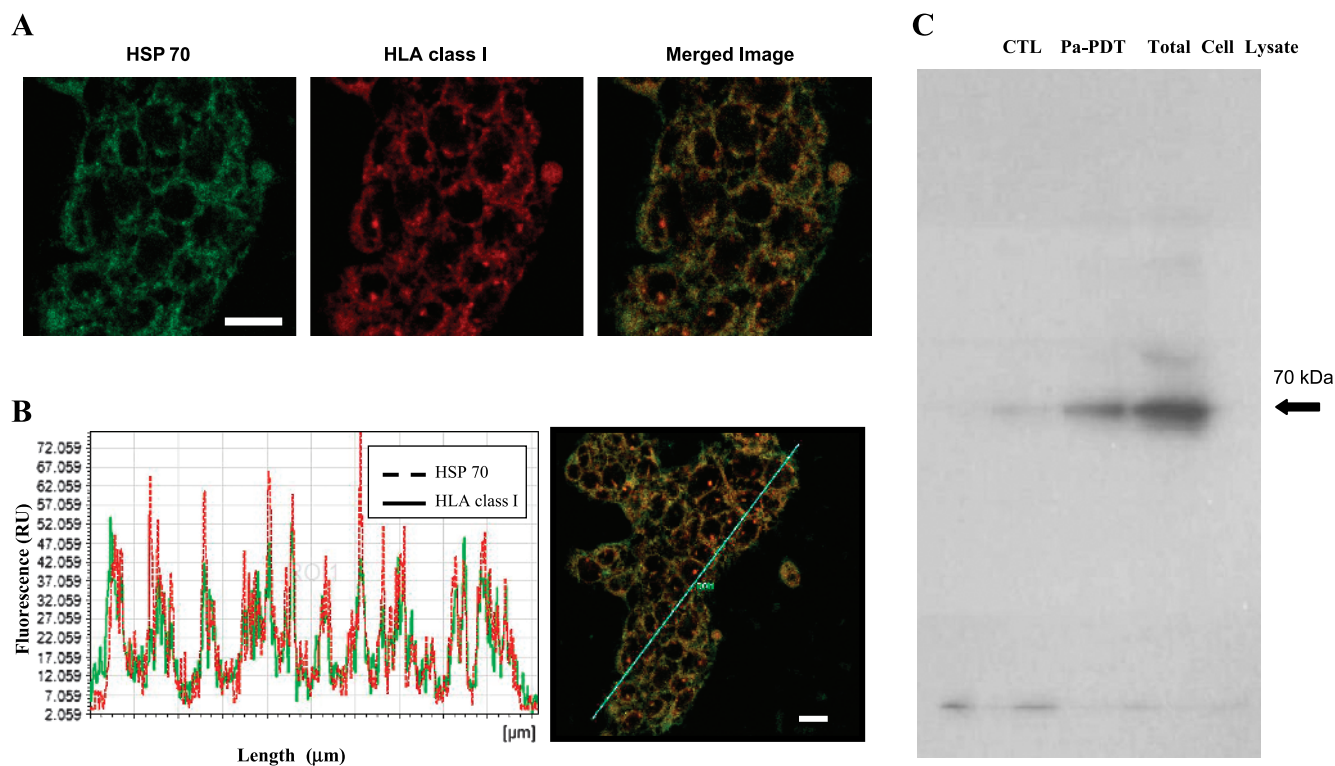 A
HSP 70 HLA class I Merged Image
B
72.059
67.059
62.059
57.059
52.059
47.059
42.059
37.059
32.059
27.059
22.059
17.059
12.059
7.059
2.059
Fluorescence (RU)
HSP 70
HLA class I
[µm]
Length (µm)
C
CTL Pa-PDT Total Cell Lysate
70 kDa